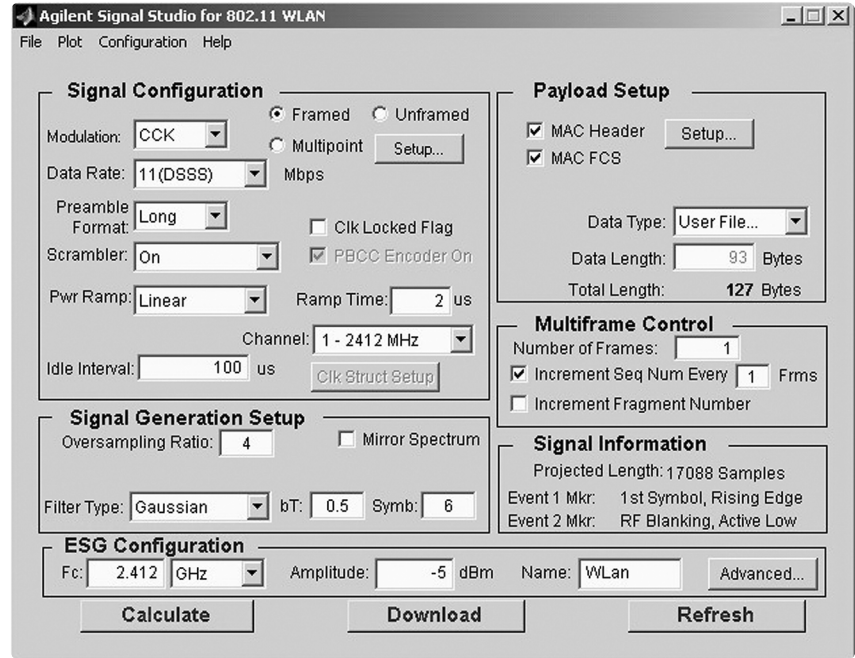 Agilent Signal Studio for 802.11 WLAN
File Plot Configuration Help
Signal Configuration
Modulation: CCK
Framed Unframed
Multipoint Setup...
Data Rate: 11(DSSS) Mbps
Preamble Format: Long
Clk Locked Flag
Scrambler: On
PBCC Encoder On
Pwr Ramp: Linear
Ramp Time: 2 us
Channel: 1 - 2412 MHz
Idle Interval: 100 us
Clk Struct Setup
Payload Setup
MAC Header Setup...
MAC FCS
Data Type: User File...
Data Length: 93 Bytes
Total Length: 127 Bytes
Multiframe Control
Number of Frames: 1
Increment Seq Num Every 1 Frms
Increment Fragment Number
Signal Generation Setup
Oversampling Ratio: 4
Mirror Spectrum
Filter Type: Gaussian bT: 0.5 Symb: 6
Signal Information
Projected Length: 17088 Samples
Event 1 Mkr: 1st Symbol, Rising Edge
Event 2 Mkr: RF Blanking, Active Low
ESG Configuration
Fc: 2.412 GHz Amplitude: -5 dBm Name: WLan Advanced...
Calculate Download Refresh